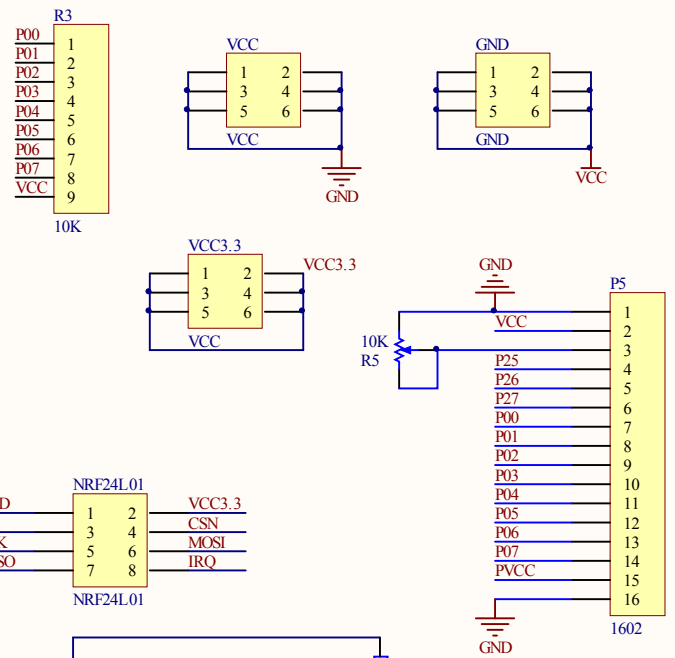 R3
P00 1
P01 2
P02 3
P03 4
P04 5
P05 6
P06 7
P07 8
VCC 9
10K
VCC
1 2
3 4
5 6
VCC
GND
GND
1 2
3 4
5 6
GND
VCC
VCC3.3
VCC3.3
1 2
3 4
5 6
VCC
GND
P5
1
VCC 2
10K
R5
3
P25 4
P26 5
P27 6
P00 7
P01 8
P02 9
P03 10
P04 11
P05 12
P06 13
P07 14
PVCC 15
16
GND
1602
NRF24L01
D 1 2 VCC3.3
3 4 CSN
K 5 6 MOSI
SO 7 8 IRQ
NRF24L01